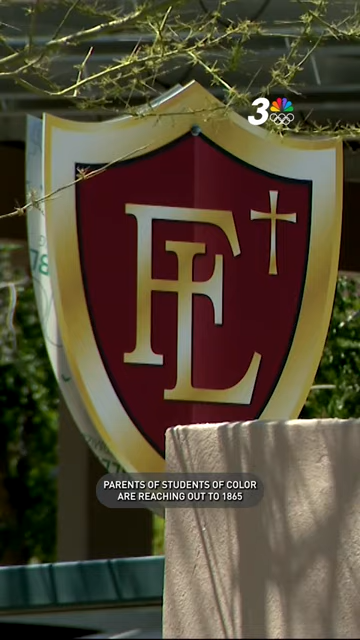 3
FL
PARENTS OF STUDENTS OF COLOR
ARE REACHING OUT TO 1865